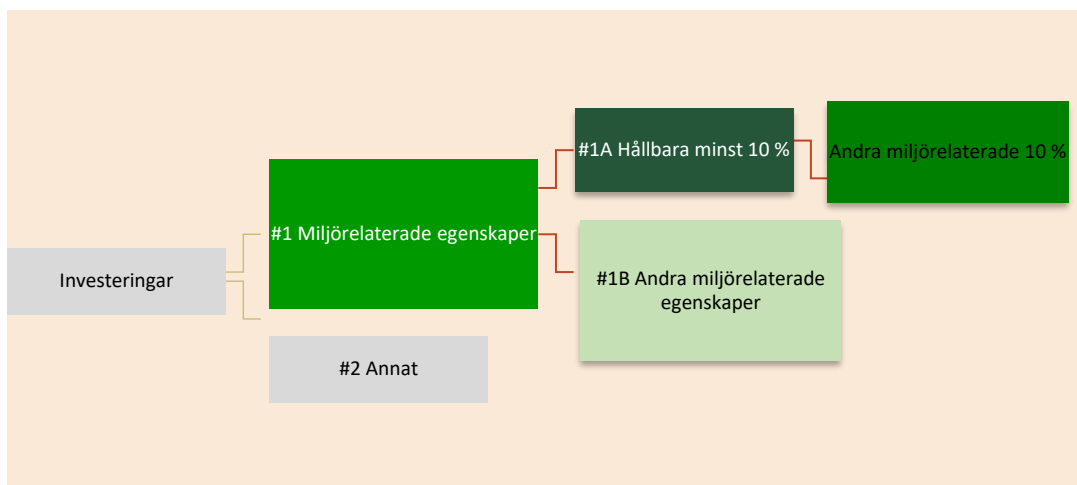 Investeringar
#1 Miljörelaterade egenskaper
#2 Annat
#1A Hållbara minst 10 %
#1B Andra miljörelaterade
egenskaper
Andra miljörelaterade 10 %